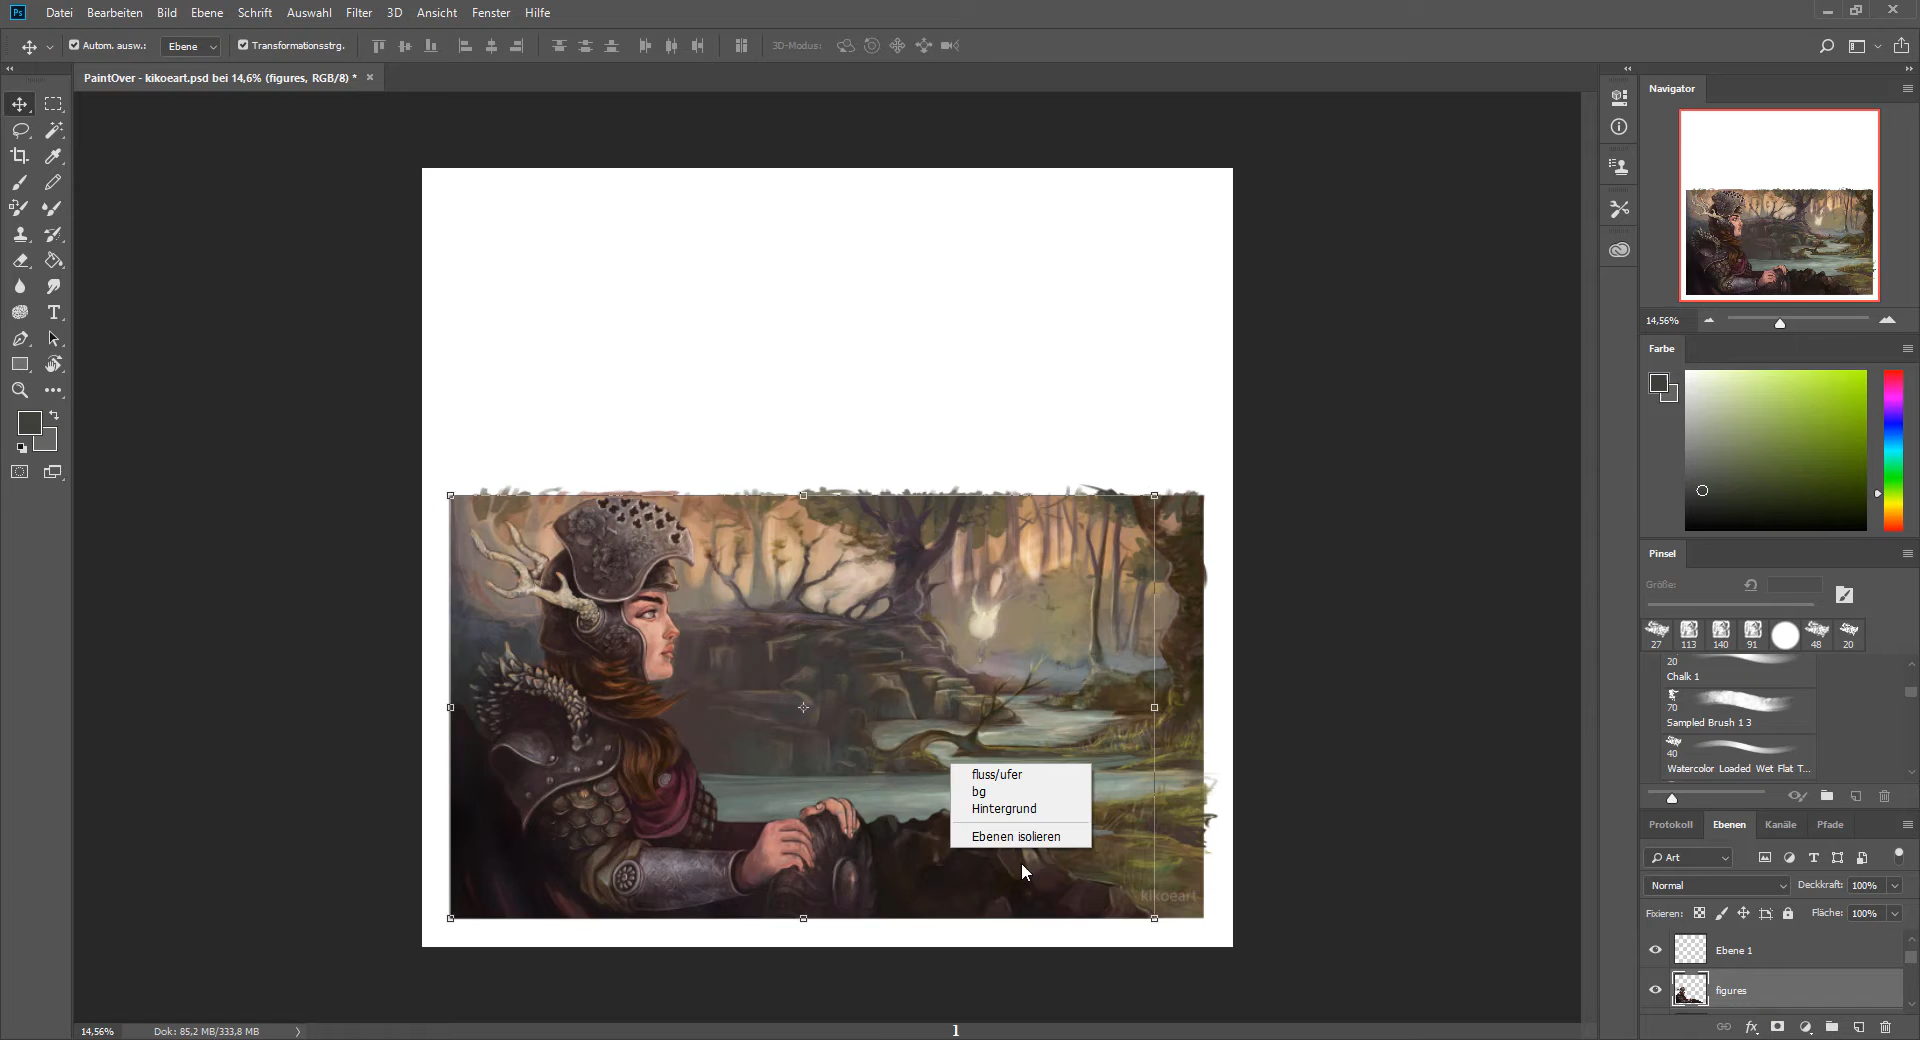 Ps Datei Bearbeiten Bild Ebene Schrift Auswahl Filter 3D Ansicht Fenster Hilfe
Autom. ausw.: Ebene Transformationsstrg. 3D-Modus:
PaintOver - kikoeart.psd bei 14,6% (figures, RGB/8) *
Navigator
14,56%
Farbe
Pinsel
Größe:
27 113 140 91 48 20
20
Chalk 1
70
Sampled Brush 1 3
40
Watercolor Loaded Wet Flat T...
fluss/ufer
bg
Hintergrund
Ebenen isolieren
kikoeart
Protokoll Ebenen Kanäle Pfade
Art
Normal Deckkraft: 100%
Fixieren: Fläche: 100%
Ebene 1
figures
14,56% Dok: 85,2 MB/333,8 MB